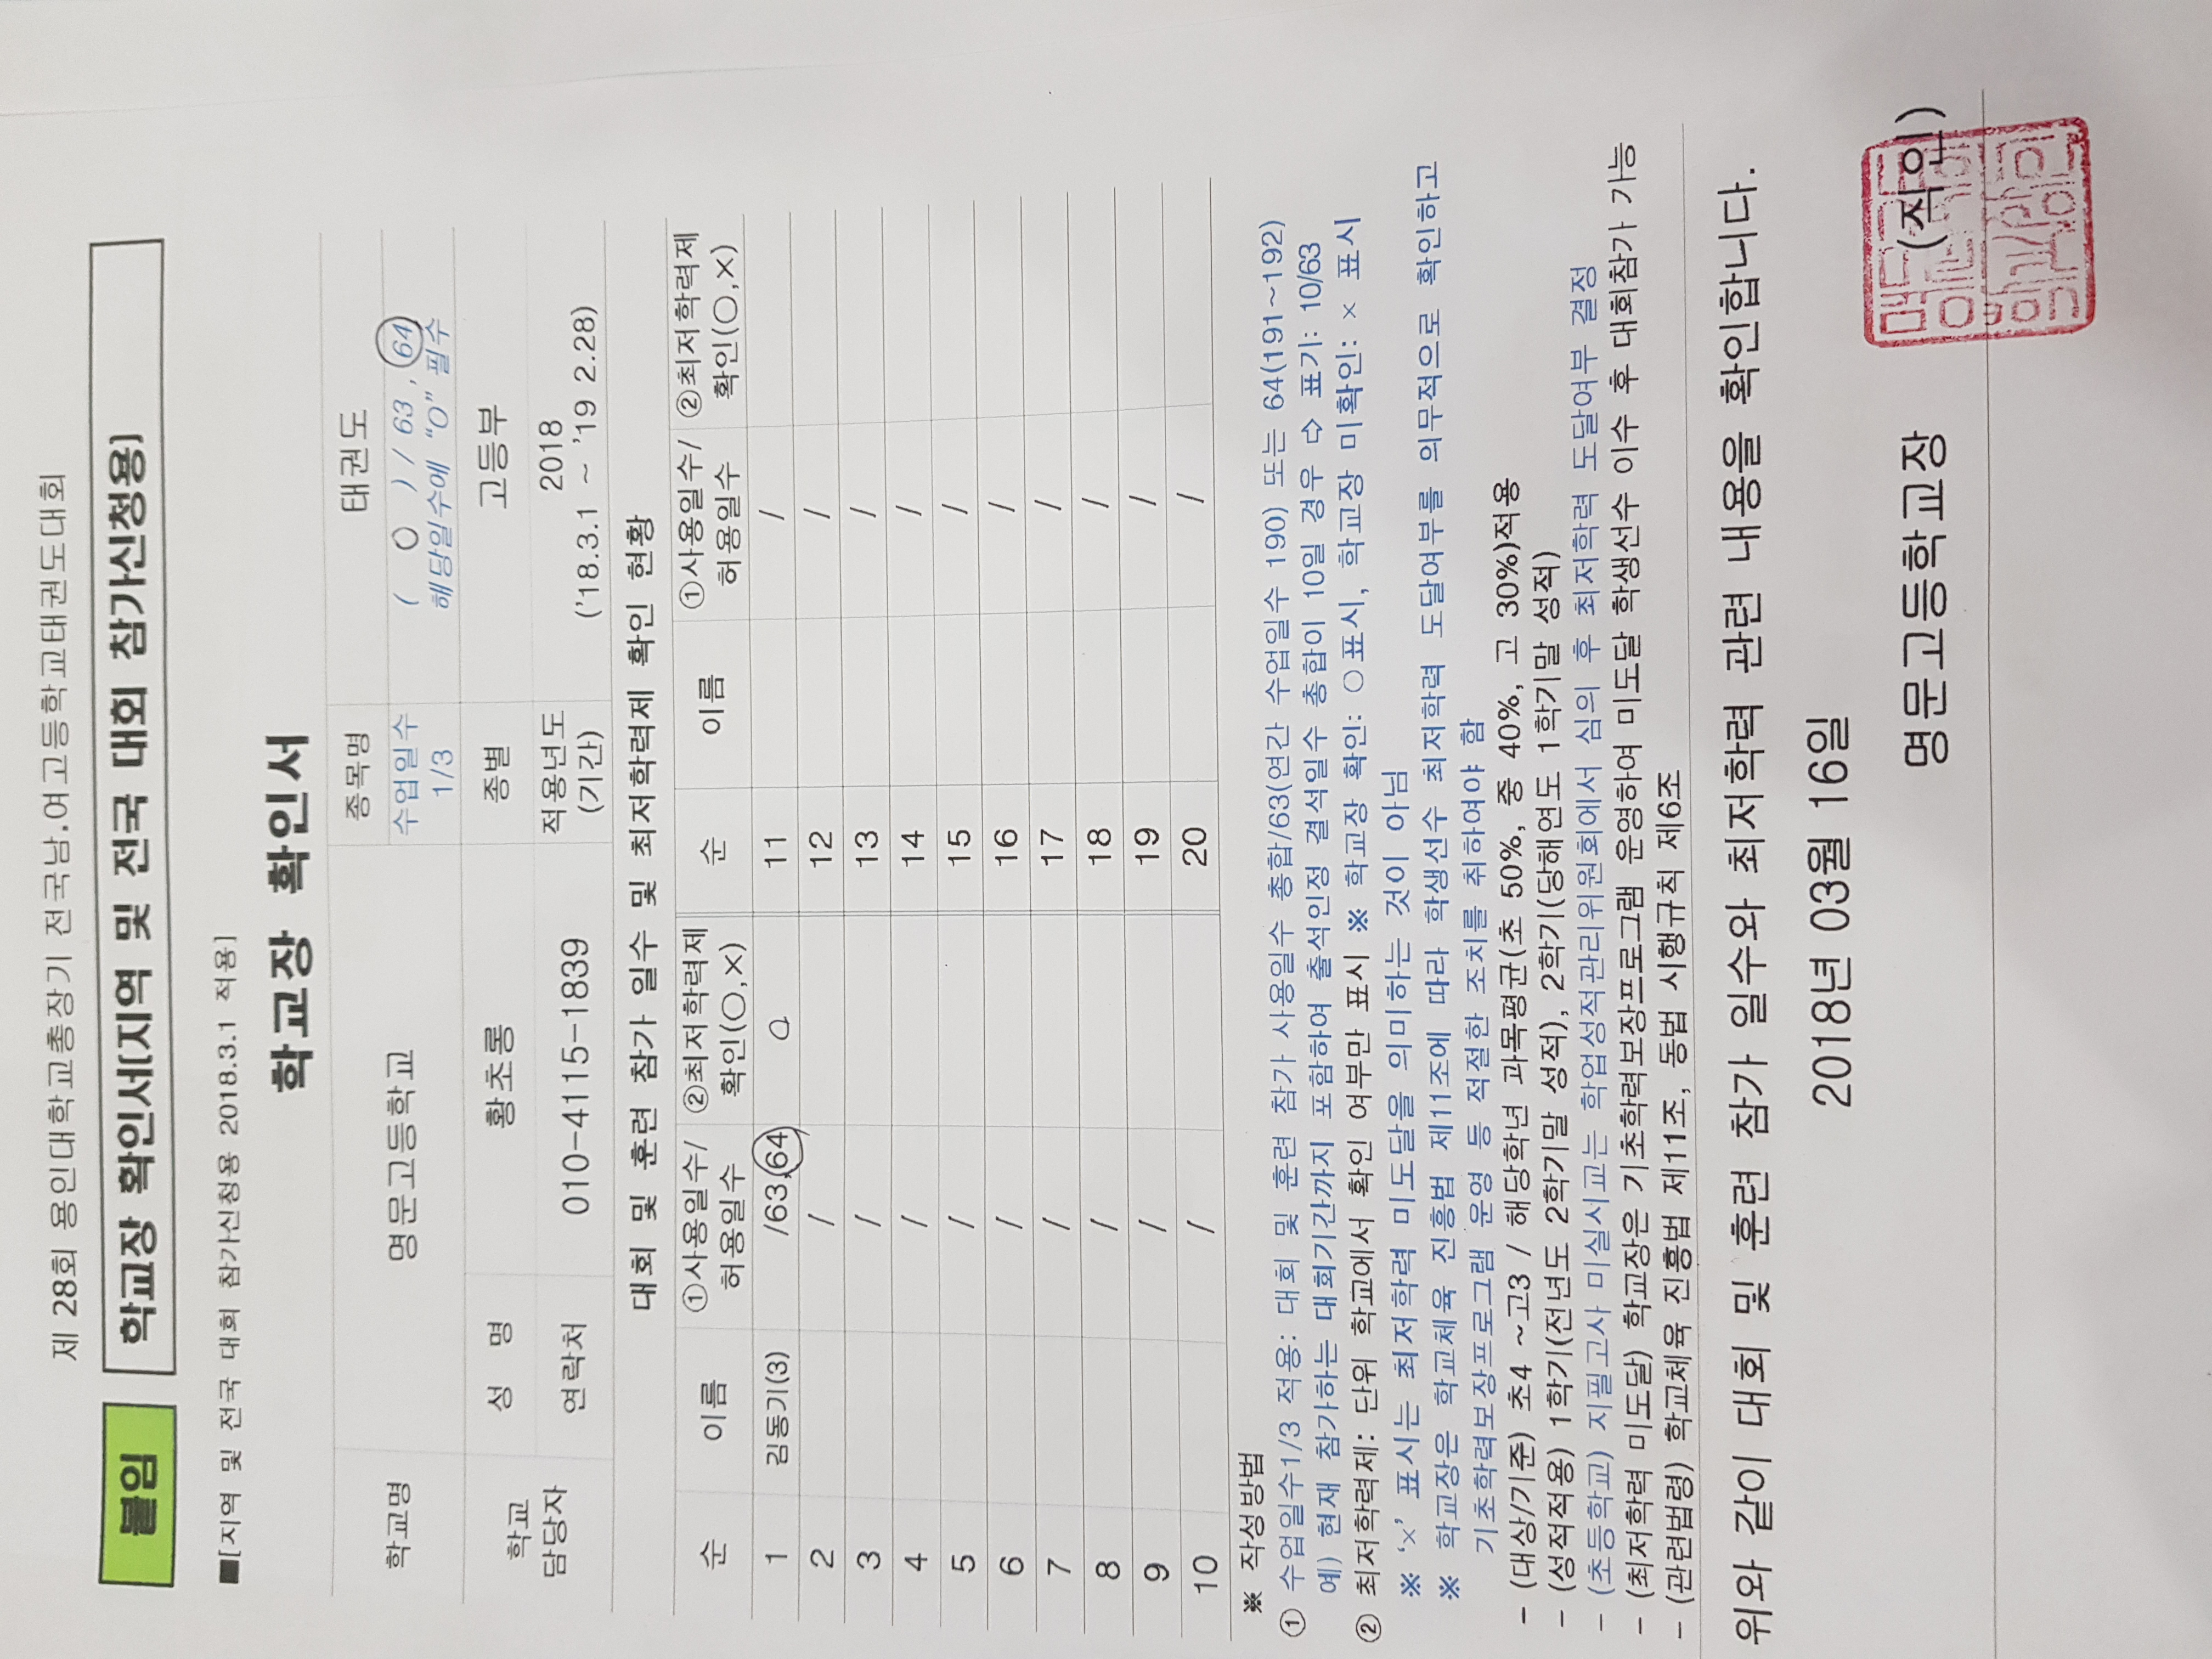 제 28회 용인대학교총장기 전국남.여고등학교태권도대회
붙임 학교장 확인서[지역 및 전국 대회 참가신청용]
■[지역 및 전국 대회 참가신청용 2018.3.1 적용]
학교장 확인서
학교명 명문고등학교 종목명 태권도
수업일수 1/3 ( O ) / 63 , 64
해당일수에 "O" 필수
학교 담당자 성 명 황초롱 종별 고등부
연락처 010-4115-1839 적용년도 (기간) 2018
('18.3.1 ~ '19 2.28)
대회 및 훈련 참가 일수 및 최저학력제 확인 현황
순 이름 ①사용일수/허용일수 ②최저학력제 확인(○,×) 순 이름 ①사용일수/허용일수 ②최저학력제 확인(○,×)
1 김동기(3) /63,64 O 11 /
2 / 12 /
3 / 13 /
4 / 14 /
5 / 15 /
6 / 16 /
7 / 17 /
8 / 18 /
9 / 19 /
10 / 20 /
※ 작성방법
① 수업일수1/3 적용: 대회 및 훈련 참가 사용일수 총합/63(연간 수업일수 190) 또는 64(191~192)
예) 현재 참가하는 대회기간까지 포함하여 출석인정 결석일수 총합이 10일 경우 ⇨ 표기: 10/63
② 최저학력제: 단위 학교에서 확인 여부만 표시 ※ 학교장 확인: ○표시, 학교장 미확인: × 표시
※ '×' 표시는 최저학력 미도달을 의미하는 것이 아님
※ 학교장은 학교체육 진흥법 제11조에 따라 학생선수 최저학력 도달여부를 의무적으로 확인하고
기초학력보장프로그램 운영 등 적절한 조치를 취하여야 함
- (대상/기준) 초4 ~고3 / 해당학년 과목평균(초 50%, 중 40%, 고 30%)적용
- (성적적용) 1학기(전년도 2학기말 성적), 2학기(당해연도 1학기말 성적)
- (초등학교) 지필고사 미실시교는 학업성적관리위원회에서 심의 후 최저학력 도달여부 결정
- (최저학력 미도달) 학교장은 기초학력보장프로그램 운영하여 미도달 학생선수 이수 후 대회참가 가능
- (관련법령) 학교체육 진흥법 제11조, 동법 시행규칙 제6조
위와 같이 대회 및 훈련 참가 일수와 최저학력 관련 내용을 확인합니다.
2018년 03월 16일
명문고등학교장 (직인)